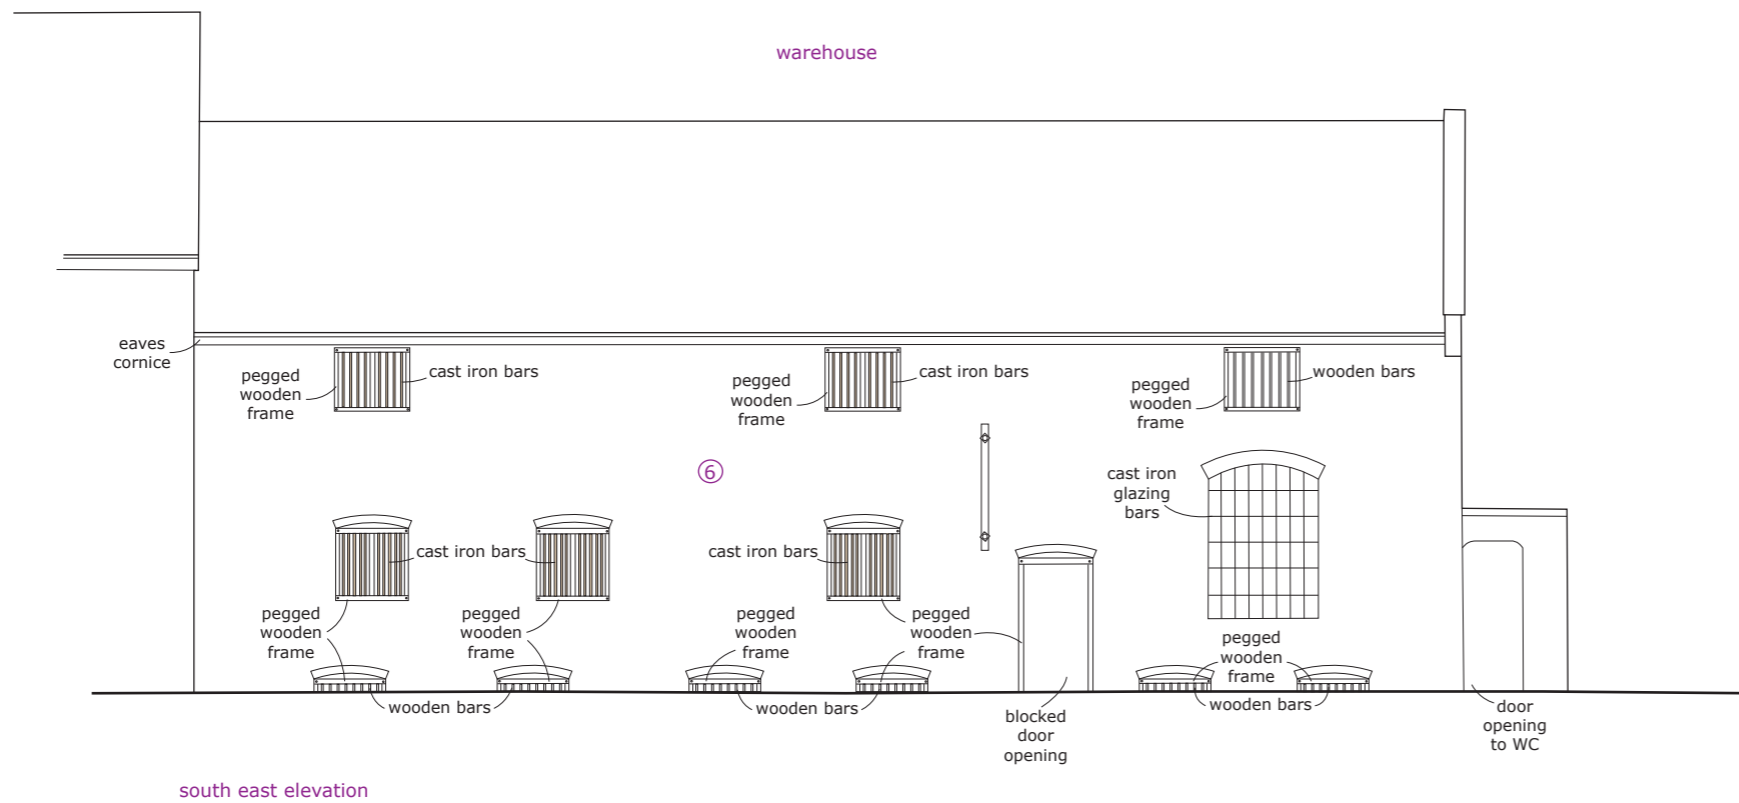 warehouse
eaves
cornice
pegged
wooden
frame
cast iron bars
pegged
wooden
frame
cast iron bars
pegged
wooden
frame
wooden bars
6
cast iron
glazing
bars
cast iron bars
cast iron bars
pegged
wooden
frame
pegged
wooden
frame
pegged
wooden
frame
pegged
wooden
frame
pegged
wooden
frame
wooden bars
wooden bars
blocked
door
opening
wooden bars
door
opening
to WC
south east elevation